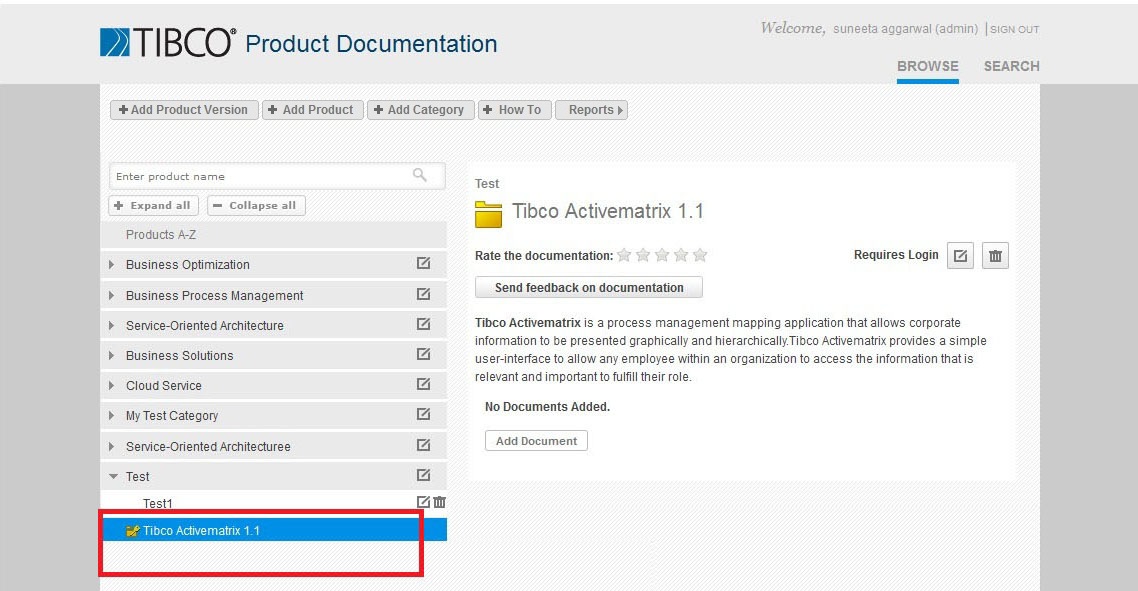 TIBCO® Product Documentation
Welcome, suneeta aggarwal (admin) | SIGN OUT
BROWSE SEARCH
Add Product Version Add Product Add Category How To Reports
Enter product name
Expand all Collapse all
Products A-Z
Business Optimization
Business Process Management
Service-Oriented Architecture
Business Solutions
Cloud Service
My Test Category
Service-Oriented Architecturee
Test
Test1
Tibco Activematrix 1.1
Test
Tibco Activematrix 1.1
Rate the documentation:
Requires Login
Send feedback on documentation
Tibco Activematrix is a process management mapping application that allows corporate
information to be presented graphically and hierarchically.Tibco Activematrix provides a simple
user-interface to allow any employee within an organization to access the information that is
relevant and important to fulfill their role.
No Documents Added.
Add Document